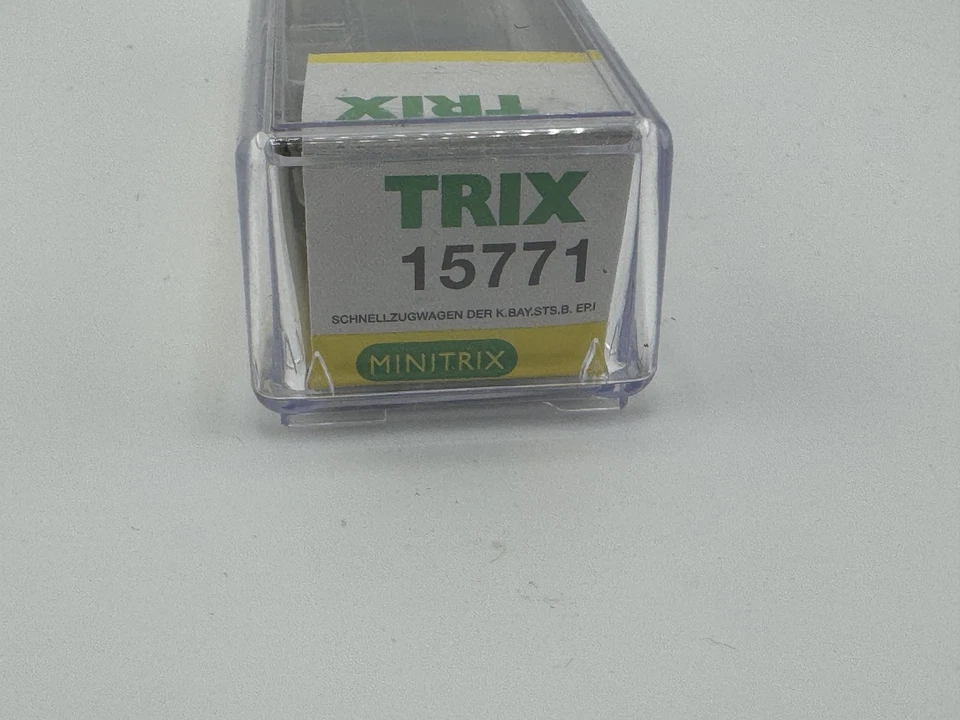 TRIX
TRIX
15771
SCHNELLZUGWAGEN DER K.BAY.STS.B. EP.I
MINITRIX